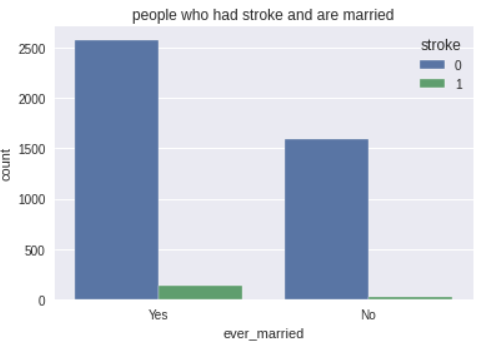 people who had stroke and are married
stroke
0
1
2500
2000
1500
1000
500
0
count
Yes
No
ever_married